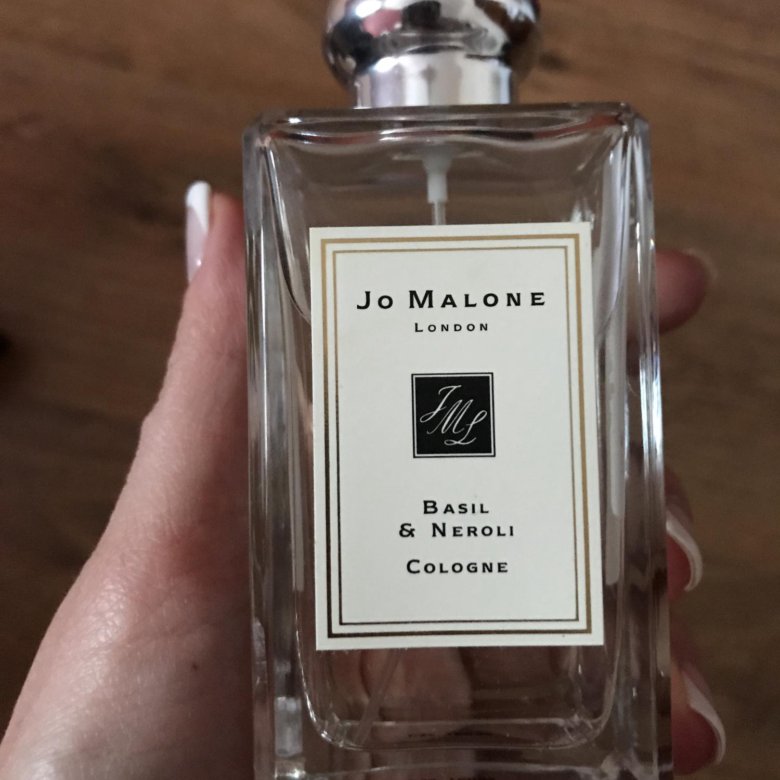 Jo Malone
London
JML
Basil
& Neroli
Cologne